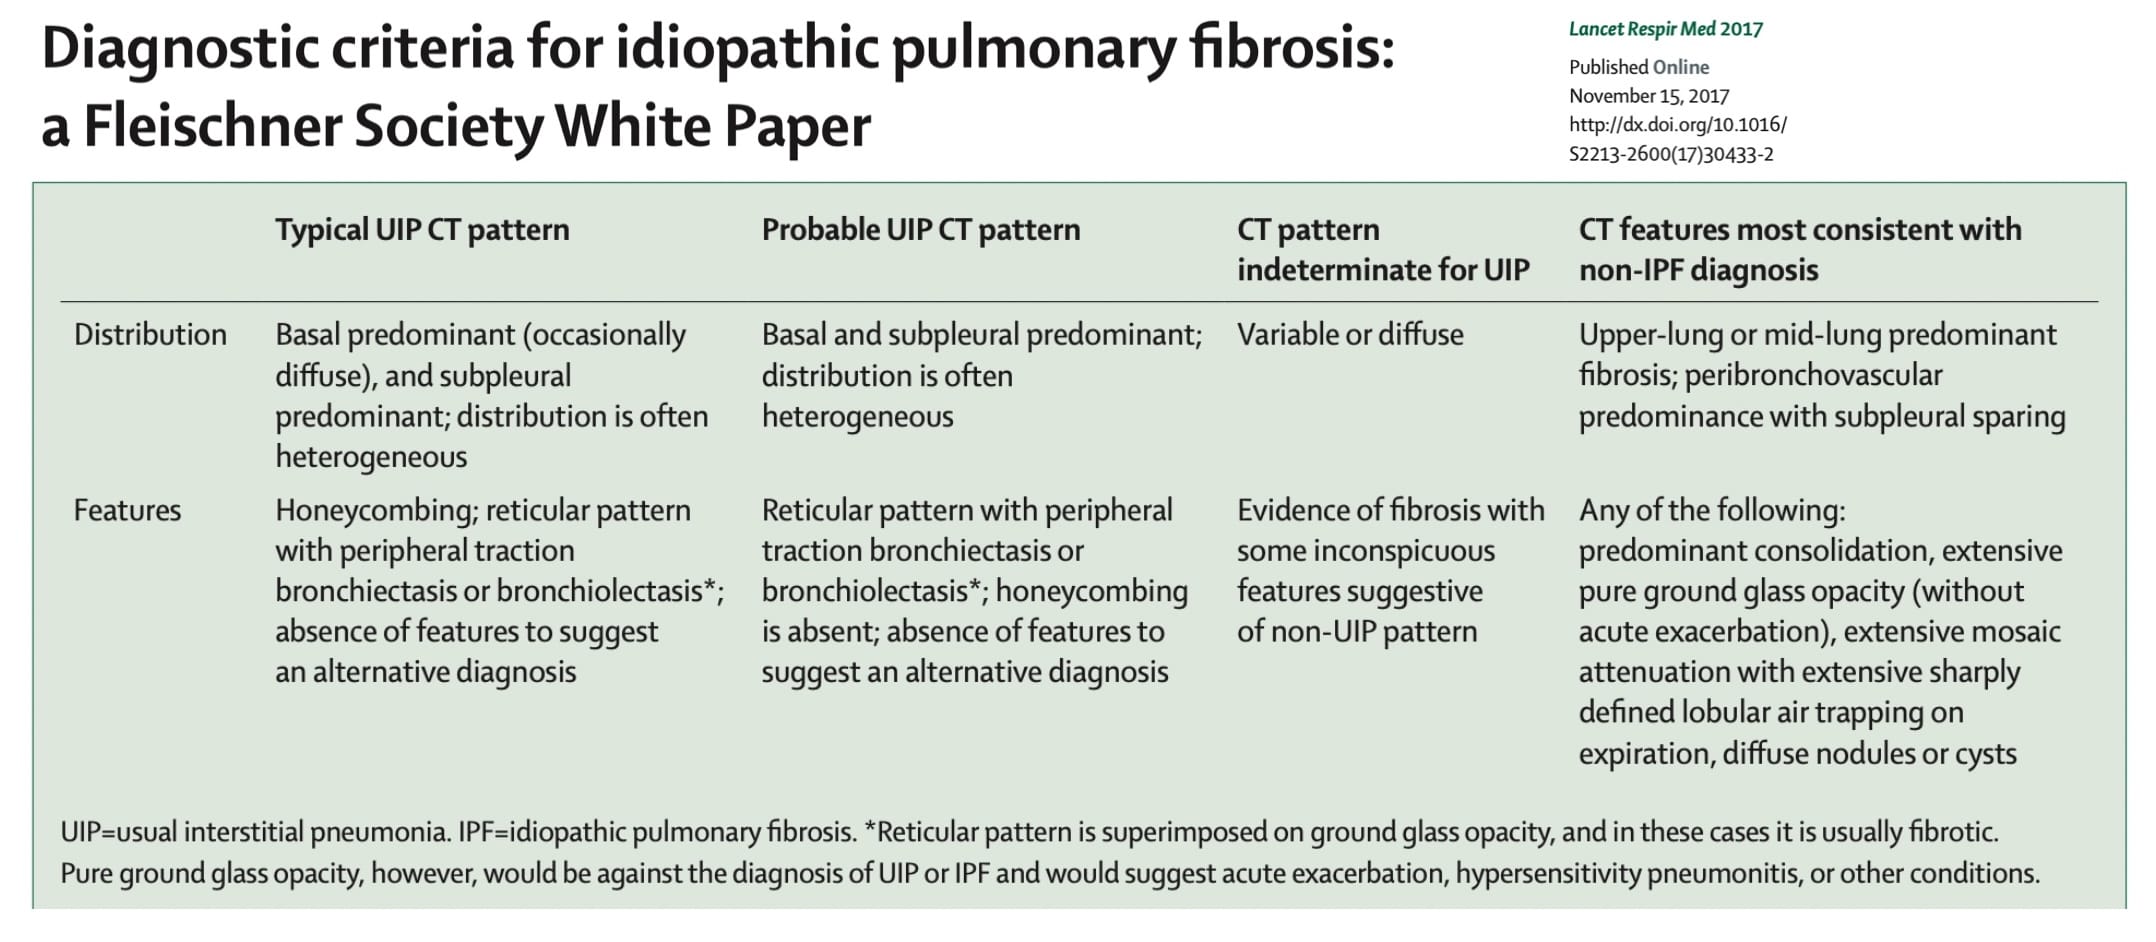 Diagnostic criteria for idiopathic pulmonary fibrosis:
a Fleischner Society White Paper
Lancet Respir Med 2017
Published Online
November 15, 2017
http://dx.doi.org/10.1016/
S2213-2600(17)30433-2
Typical UIP CT pattern
Probable UIP CT pattern
CT pattern
indeterminate for UIP
CT features most consistent with
non-IPF diagnosis
Distribution
Basal predominant (occasionally
diffuse), and subpleural
predominant; distribution is often
heterogeneous
Basal and subpleural predominant;
distribution is often
heterogeneous
Variable or diffuse
Upper-lung or mid-lung predominant
fibrosis; peribronchovascular
predominance with subpleural sparing
Features
Honeycombing; reticular pattern
with peripheral traction
bronchiectasis or bronchiolectasis*;
absence of features to suggest
an alternative diagnosis
Reticular pattern with peripheral
traction bronchiectasis or
bronchiolectasis*; honeycombing
is absent; absence of features to
suggest an alternative diagnosis
Evidence of fibrosis with
some inconspicuous
features suggestive
of non-UIP pattern
Any of the following:
predominant consolidation, extensive
pure ground glass opacity (without
acute exacerbation), extensive mosaic
attenuation with extensive sharply
defined lobular air trapping on
expiration, diffuse nodules or cysts
UIP=usual interstitial pneumonia. IPF=idiopathic pulmonary fibrosis. *Reticular pattern is superimposed on ground glass opacity, and in these cases it is usually fibrotic.
Pure ground glass opacity, however, would be against the diagnosis of UIP or IPF and would suggest acute exacerbation, hypersensitivity pneumonitis, or other conditions.